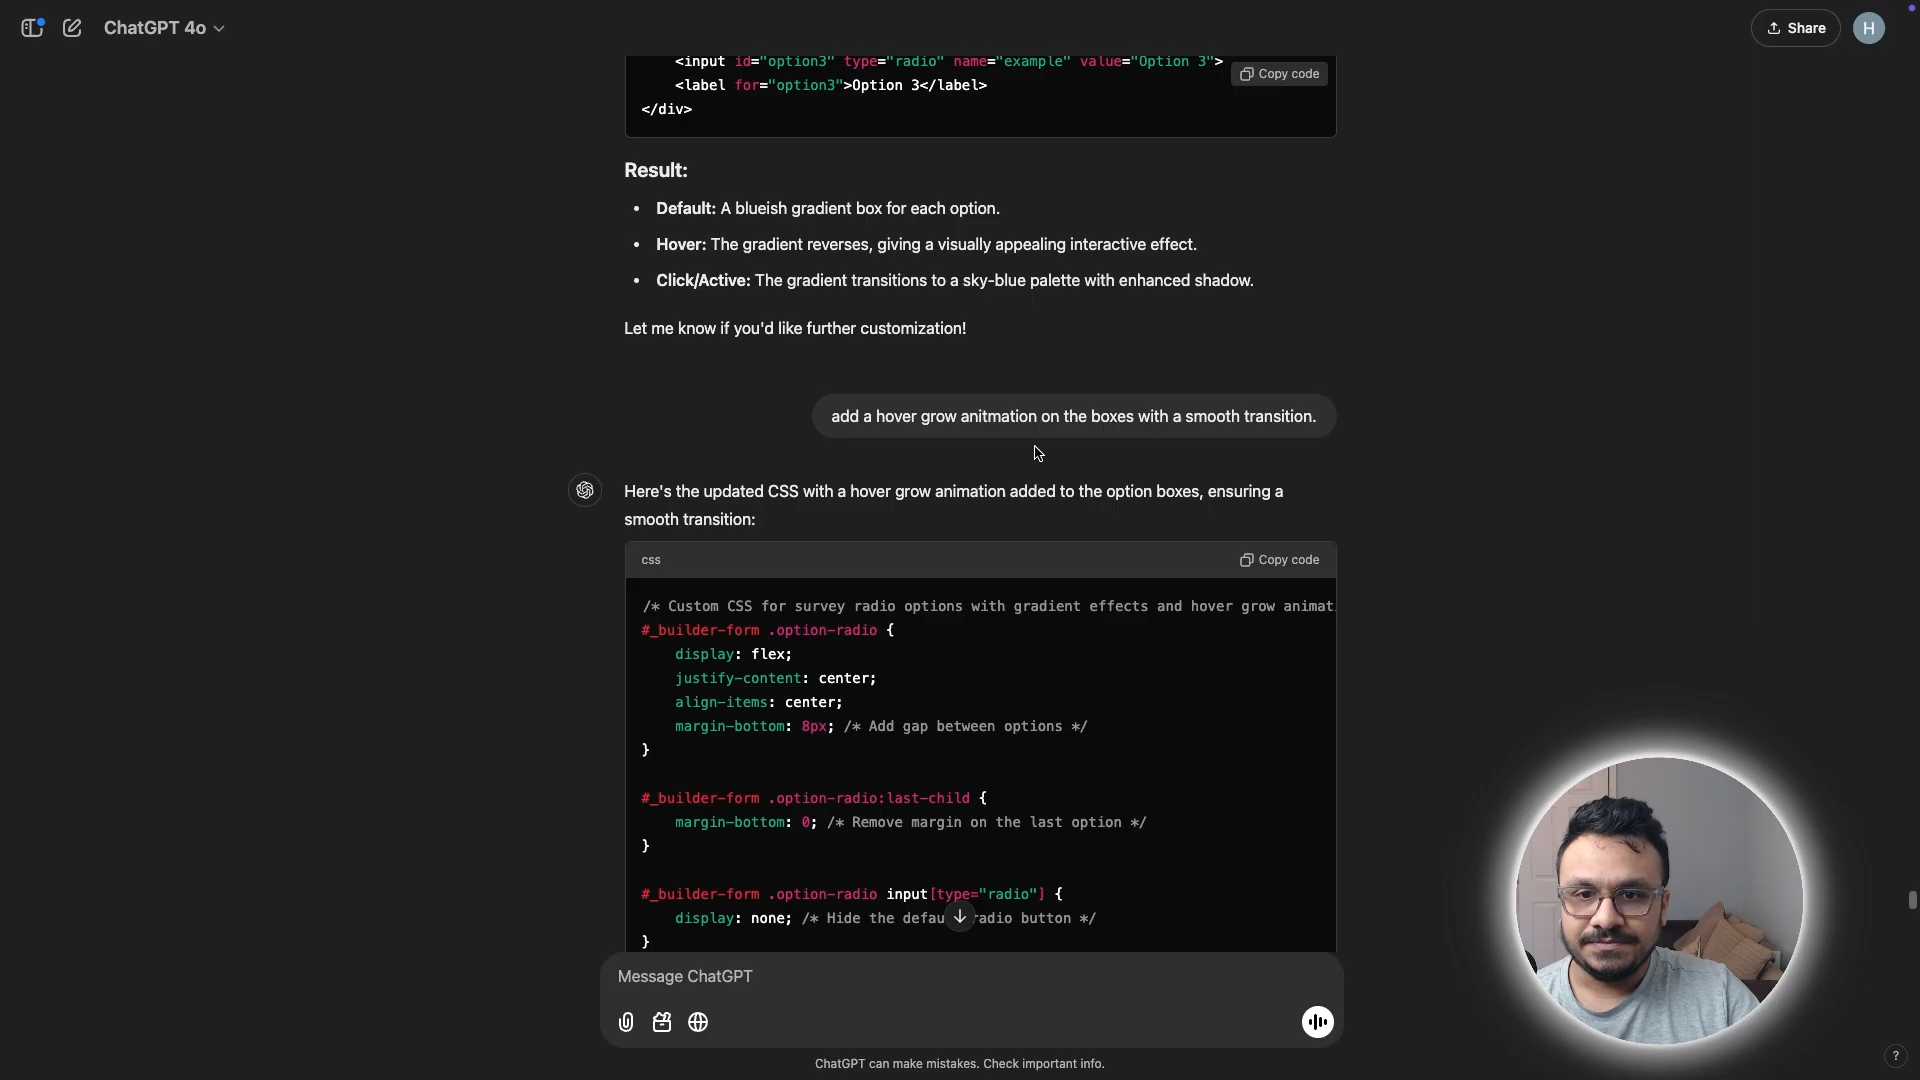 ChatGPT 4o
Share
H
<input id="option3" type="radio" name="example" value="Option 3">
Copy code
<label for="option3">Option 3</label>
</div>
Result:
• Default: A blueish gradient box for each option.
• Hover: The gradient reverses, giving a visually appealing interactive effect.
• Click/Active: The gradient transitions to a sky-blue palette with enhanced shadow.
Let me know if you'd like further customization!
add a hover grow anitmation on the boxes with a smooth transition.
Here's the updated CSS with a hover grow animation added to the option boxes, ensuring a
smooth transition:
css
Copy code
/* Custom CSS for survey radio options with gradient effects and hover grow animat
#_builder-form .option-radio {
display: flex;
justify-content: center;
align-items: center;
margin-bottom: 8px; /* Add gap between options */
}
#_builder-form .option-radio:last-child {
margin-bottom: 0; /* Remove margin on the last option */
}
#_builder-form .option-radio input[type="radio"] {
display: none; /* Hide the defau radio button */
}
Message ChatGPT
ChatGPT can make mistakes. Check important info.
?